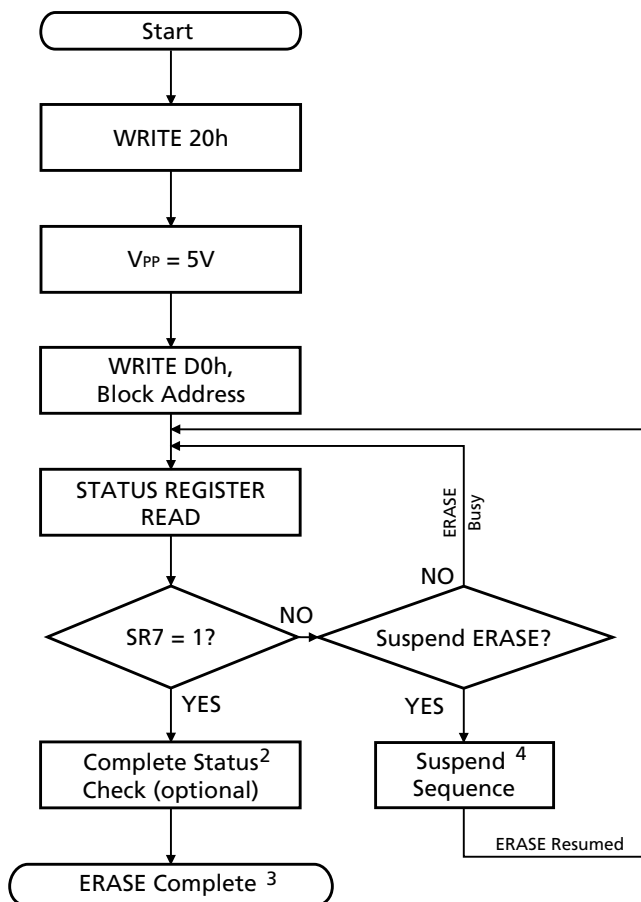 Start
WRITE 20h
VPP = 5V
WRITE D0h,
Block Address
STATUS REGISTER
READ
ERASE
Busy
NO
SR7 = 1?
NO
Suspend ERASE?
YES
YES
Complete Status2
Check (optional)
Suspend 4
Sequence
ERASE Resumed
ERASE Complete 3